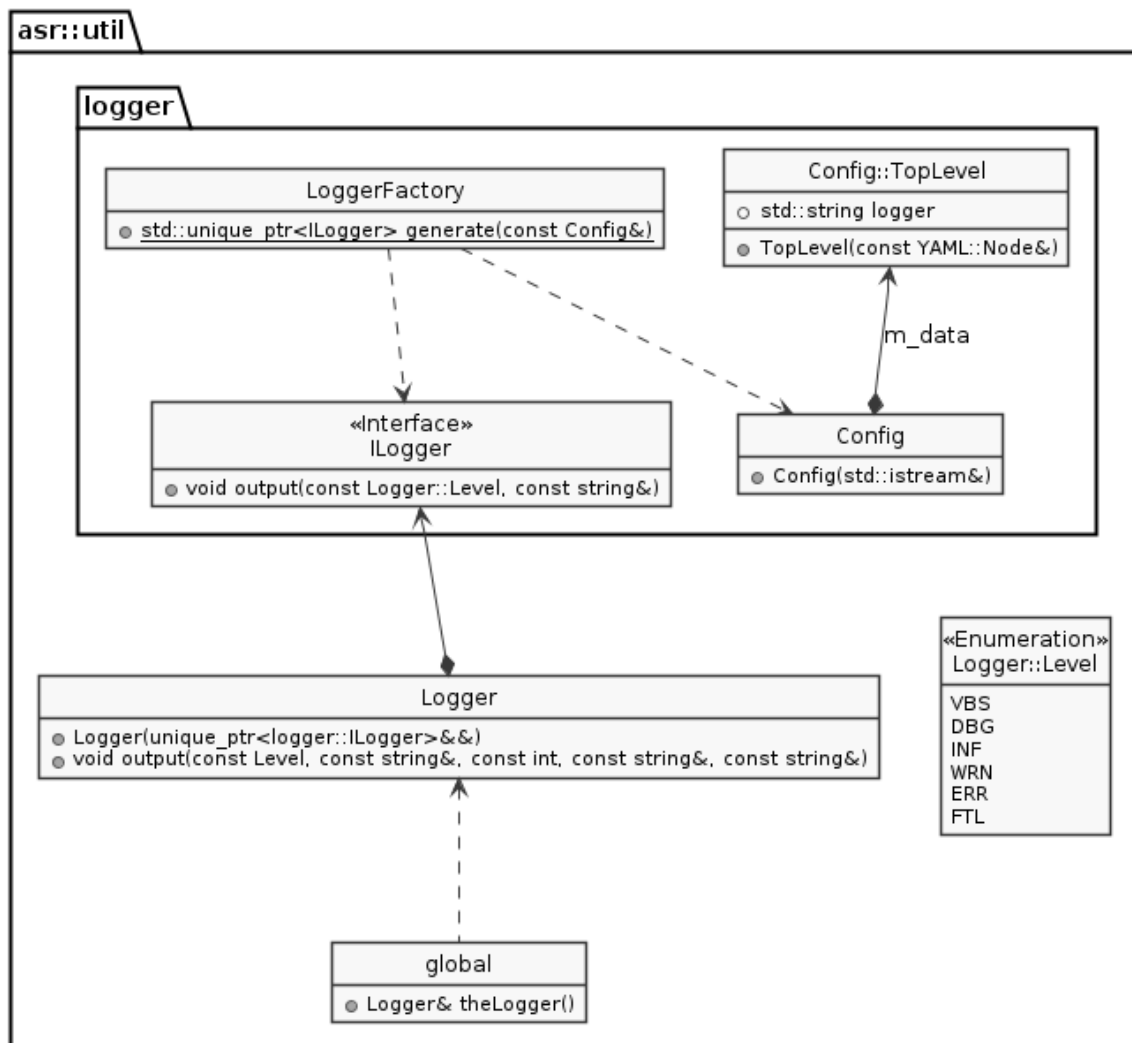 asr::util
logger
LoggerFactory
std::unique_ptr<ILogger> generate(const Config&)
Config::TopLevel
std::string logger
TopLevel(const YAML::Node&)
m_data
«Interface»
ILogger
void output(const Logger::Level, const string&)
Config
Config(std::istream&)
«Enumeration»
Logger::Level
VBS
DBG
INF
WRN
ERR
FTL
Logger
Logger(unique_ptr<logger::ILogger>&&)
void output(const Level, const string&, const int, const string&, const string&)
global
Logger& theLogger()